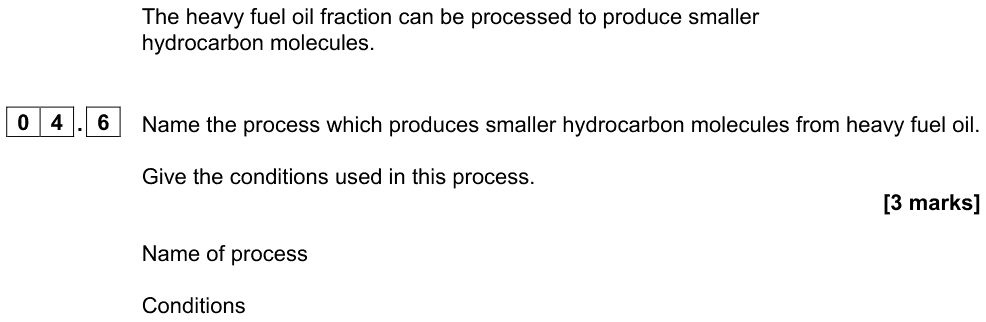 The heavy fuel oil fraction can be processed to produce smaller
hydrocarbon molecules.
04.6 Name the process which produces smaller hydrocarbon molecules from heavy fuel oil.
Give the conditions used in this process.
[3 marks]
Name of process
Conditions